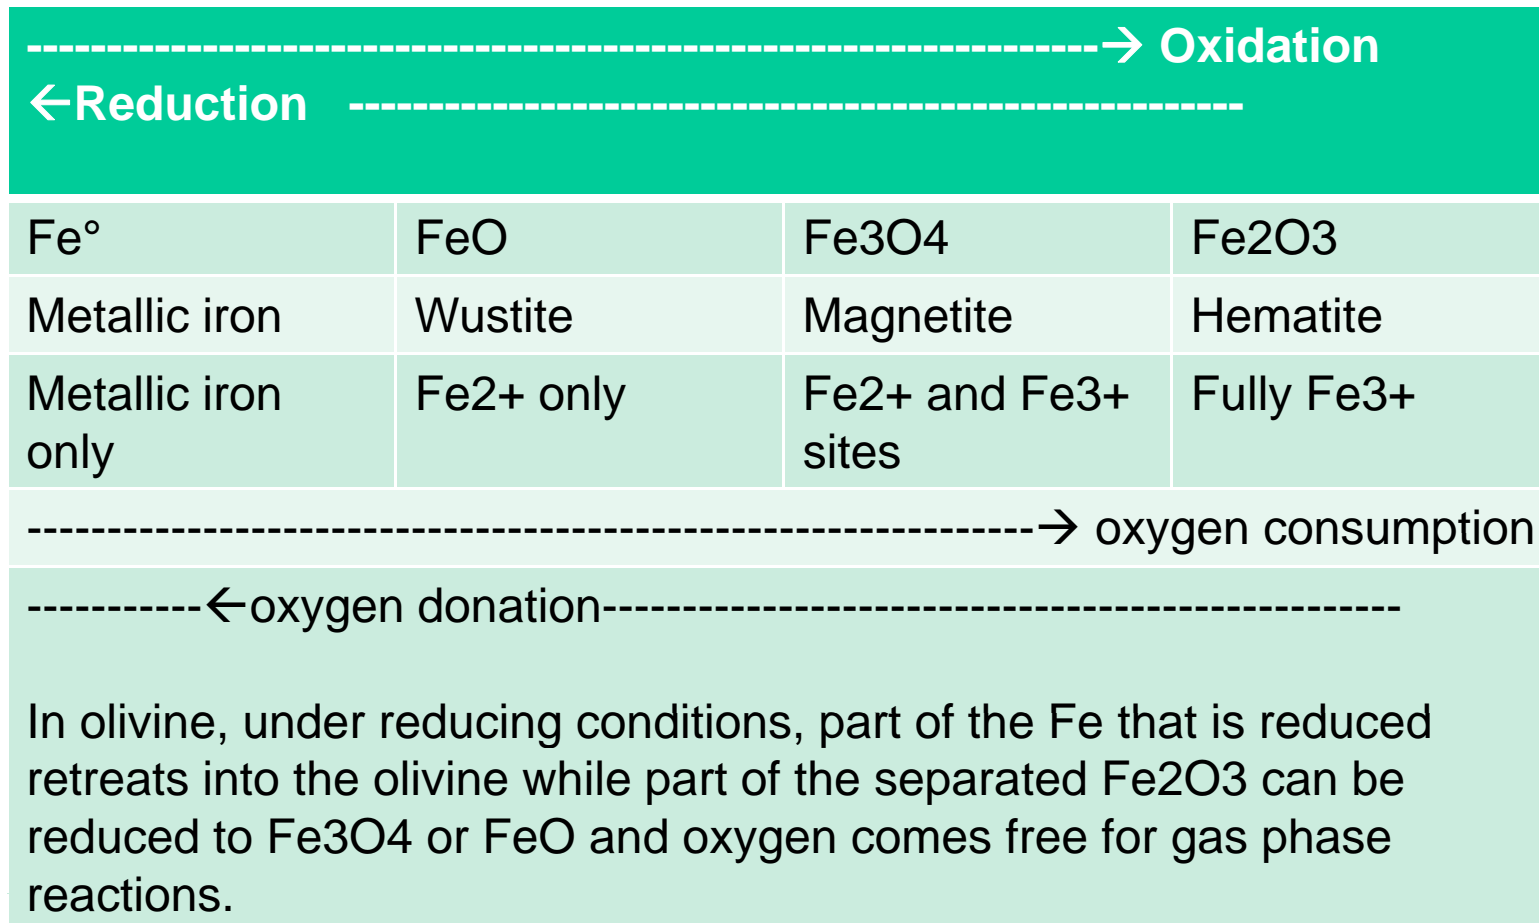 -------------------------------------------------------------------→ Oxidation
←Reduction --------------------------------------------------------
Fe° FeO Fe3O4 Fe2O3
Metallic iron Wustite Magnetite Hematite
Metallic iron Fe2+ only Fe2+ and Fe3+ Fully Fe3+
only sites
---------------------------------------------------------------→ oxygen consumption
-----------←oxygen donation--------------------------------------------------
In olivine, under reducing conditions, part of the Fe that is reduced
retreats into the olivine while part of the separated Fe2O3 can be
reduced to Fe3O4 or FeO and oxygen comes free for gas phase
reactions.